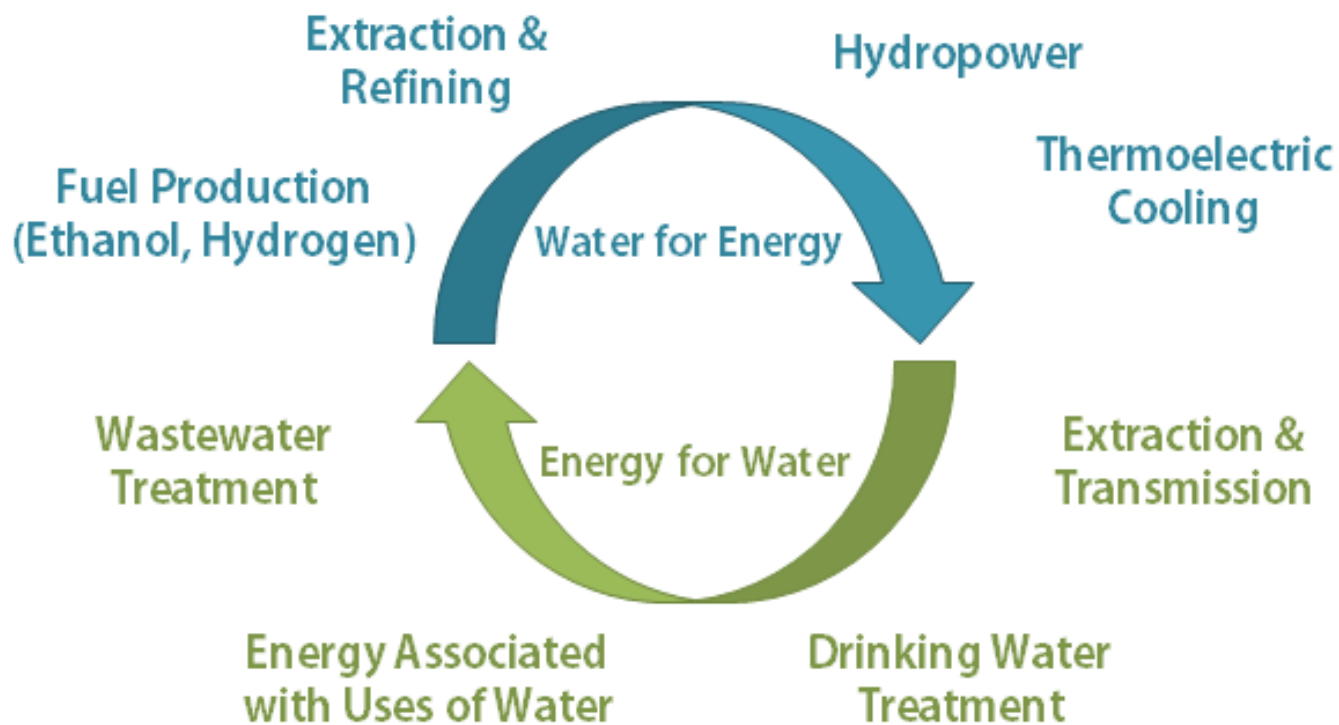 Extraction &
Refining
Hydropower
Thermoelectric
Cooling
Fuel Production
(Ethanol, Hydrogen)
Water for Energy
Energy for Water
Wastewater
Treatment
Extraction &
Transmission
Energy Associated
with Uses of Water
Drinking Water
Treatment